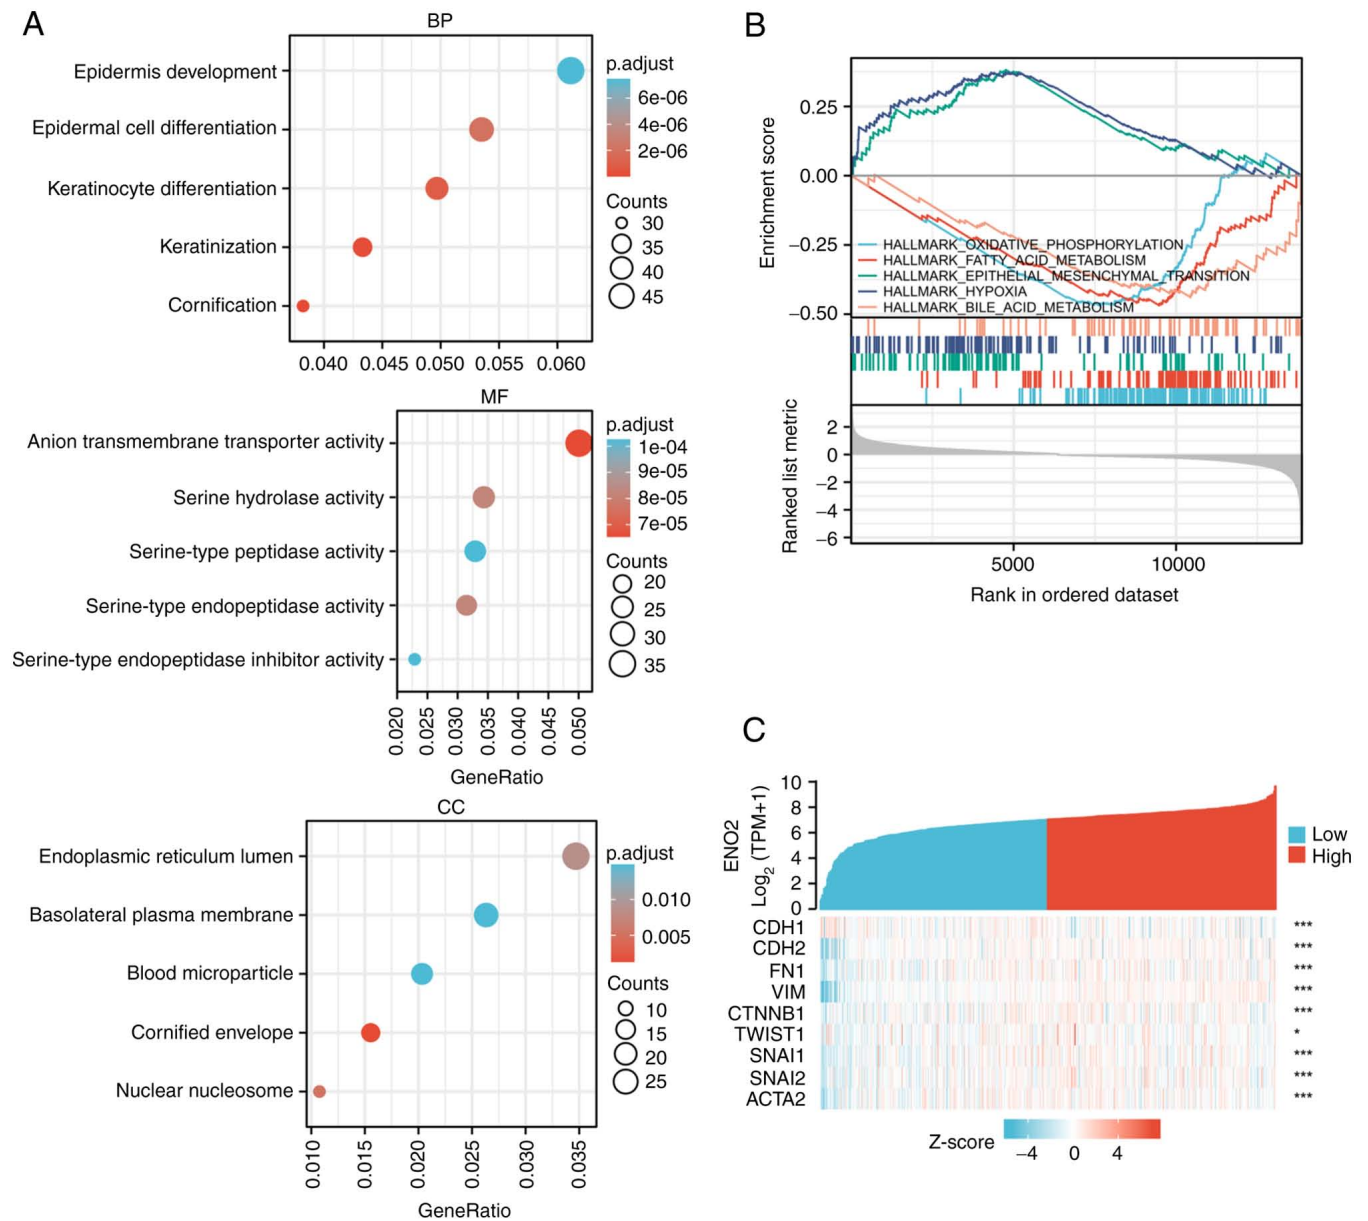 A
BP
Epidermis development
Epidermal cell differentiation
Keratinocyte differentiation
Keratinization
Cornification
0.040 0.045 0.050 0.055 0.060
p.adjust
6e-06
4e-06
2e-06
Counts
30
35
40
45
MF
Anion transmembrane transporter activity
Serine hydrolase activity
Serine-type peptidase activity
Serine-type endopeptidase activity
Serine-type endopeptidase inhibitor activity
0.020 0.025 0.030 0.035 0.040 0.045 0.050
GeneRatio
p.adjust
1e-04
9e-05
8e-05
7e-05
Counts
20
25
30
35
CC
Endoplasmic reticulum lumen
Basolateral plasma membrane
Blood microparticle
Cornified envelope
Nuclear nucleosome
0.010 0.015 0.020 0.025 0.030 0.035
GeneRatio
p.adjust
0.010
0.005
Counts
10
15
20
25
B
Enrichment score
0.25
0.00
−0.25
−0.50
HALLMARK_OXIDATIVE_PHOSPHORYLATION
HALLMARK_FATTY_ACID_METABOLISM
HALLMARK_EPITHELIAL_MESENCHYMAL_TRANSITION
HALLMARK_HYPOXIA
HALLMARK_BILE_ACID_METABOLISM
Ranked list metric
2
0
−2
−4
−6
5000 10000
Rank in ordered dataset
C
ENO2
Log2 (TPM+1)
10
8
6
4
2
0
Low
High
CDH1 ***
CDH2 ***
FN1 ***
VIM ***
CTNNB1 ***
TWIST1 *
SNAI1 ***
SNAI2 ***
ACTA2 ***
Z-score
−4 0 4